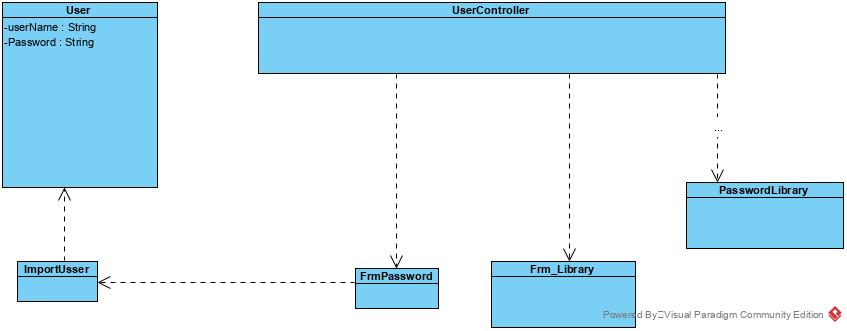 User
-userName : String
-Password : String
UserController
...
PasswordLibrary
ImportUsser
FrmPassword
Frm_Library
Powered By Visual Paradigm Community Edition